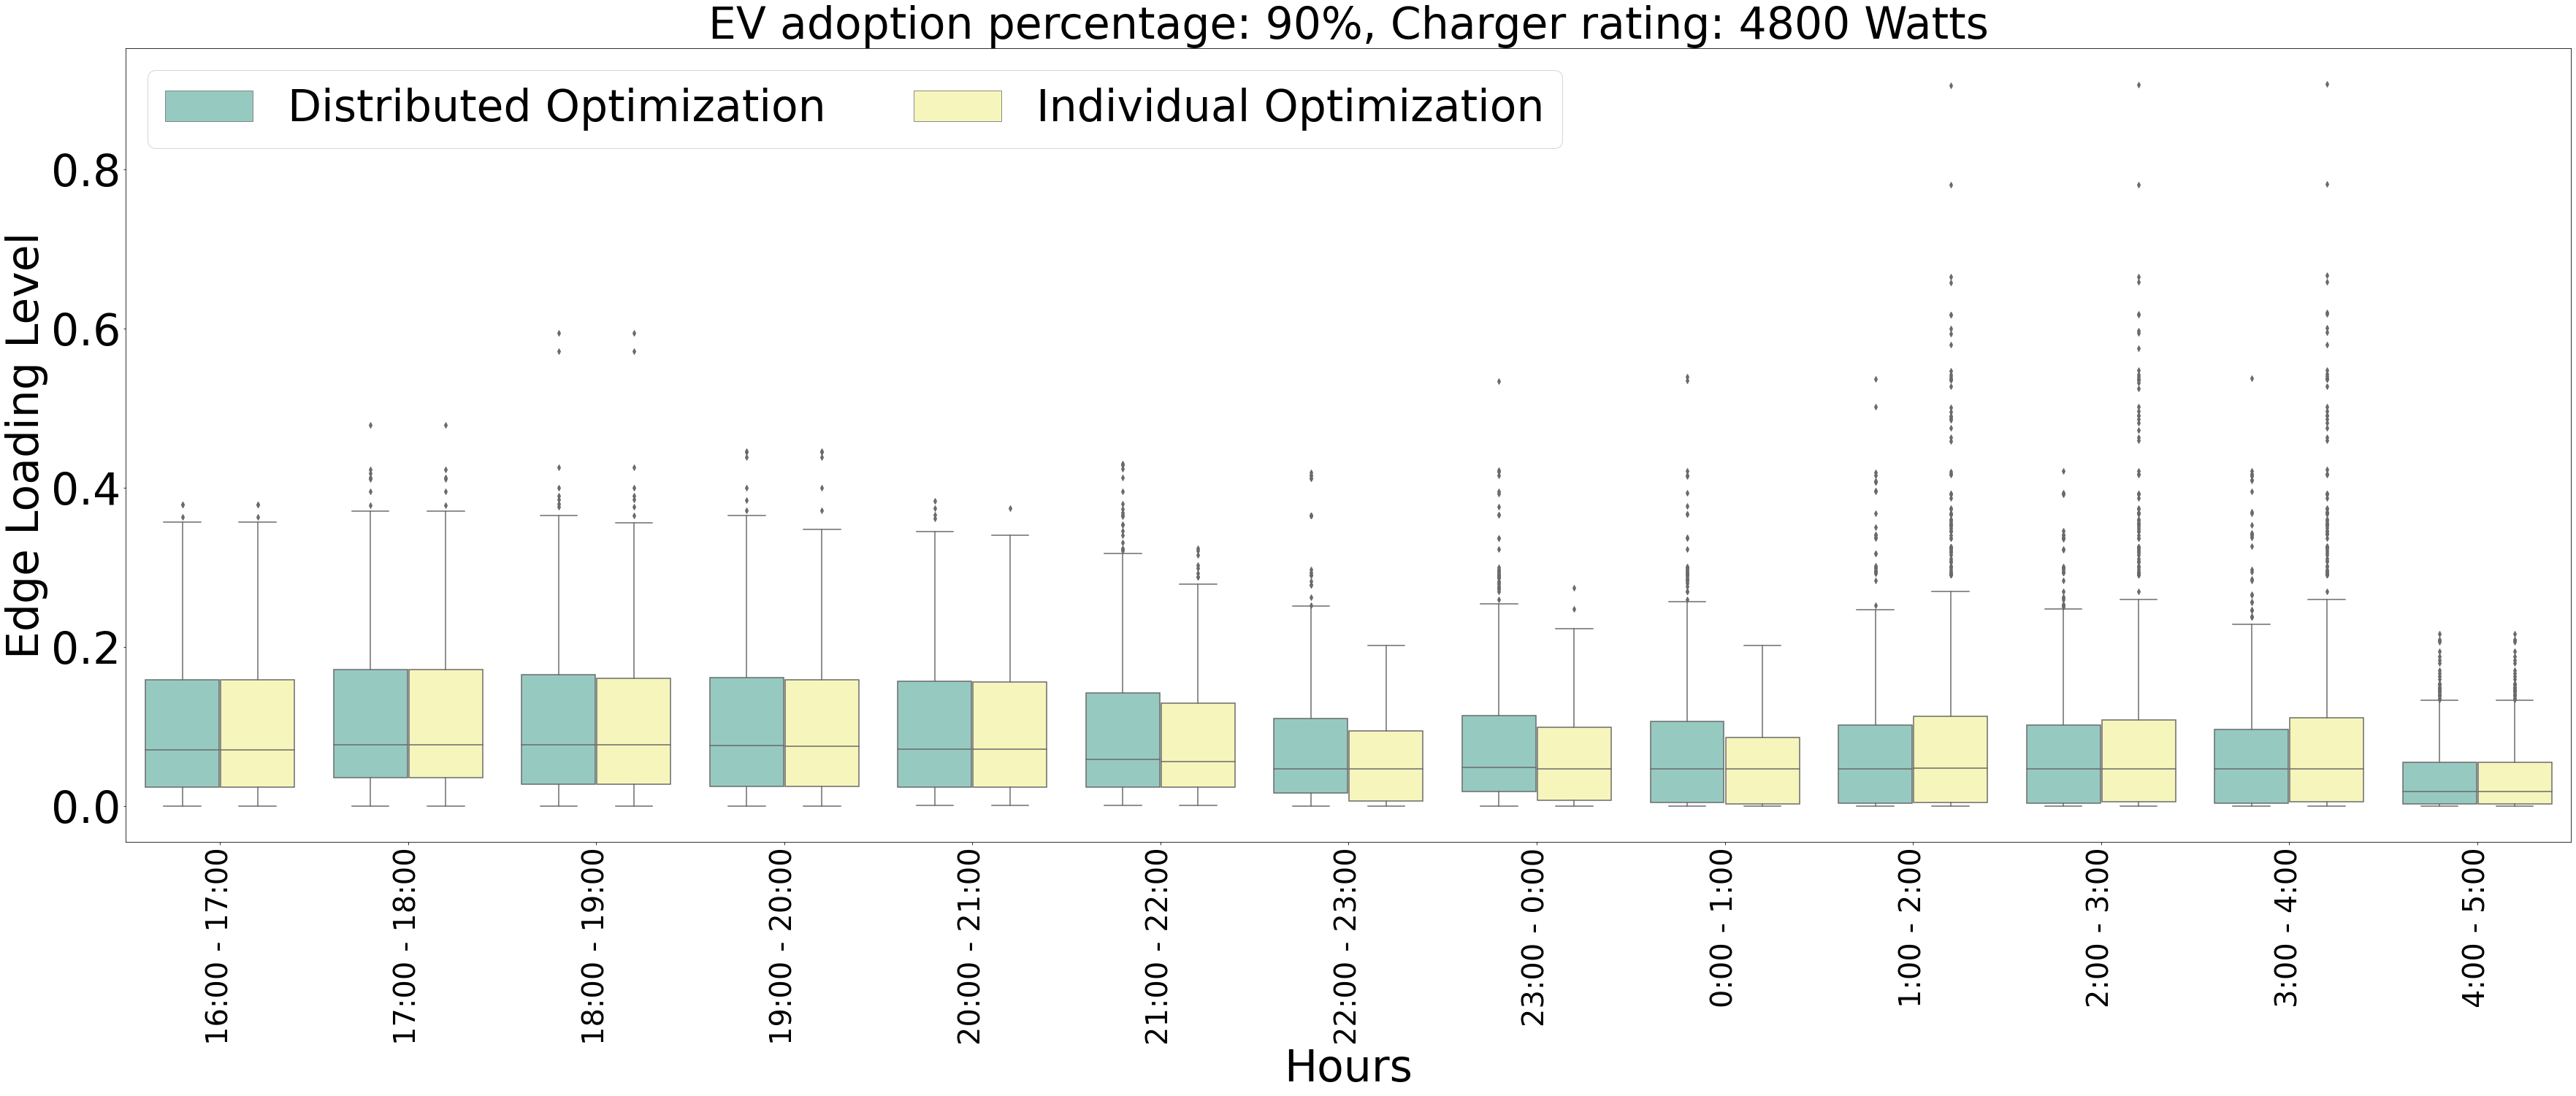 EV adoption percentage: 90%, Charger rating: 4800 Watts
Distributed Optimization
Individual Optimization
Edge Loading Level
0.8
0.6
0.4
0.2
0.0
16:00 - 17:00
17:00 - 18:00
18:00 - 19:00
19:00 - 20:00
20:00 - 21:00
21:00 - 22:00
22:00 - 23:00
23:00 - 0:00
0:00 - 1:00
1:00 - 2:00
2:00 - 3:00
3:00 - 4:00
4:00 - 5:00
Hours